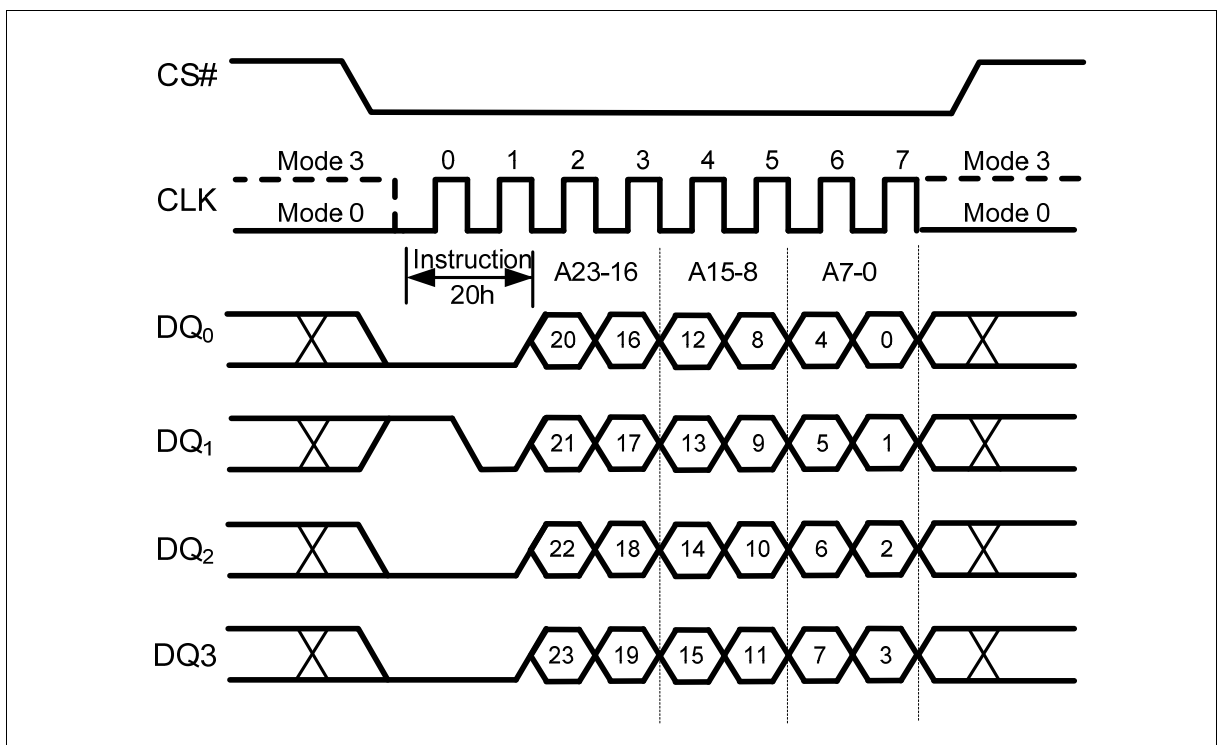 CS#
Mode 3 0 1 2 3 4 5 6 7 Mode 3
CLK
Mode 0 Mode 0
Instruction A23-16 A15-8 A7-0
20h
DQ0 20 16 12 8 4 0
DQ1 21 17 13 9 5 1
DQ2 22 18 14 10 6 2
DQ3 23 19 15 11 7 3